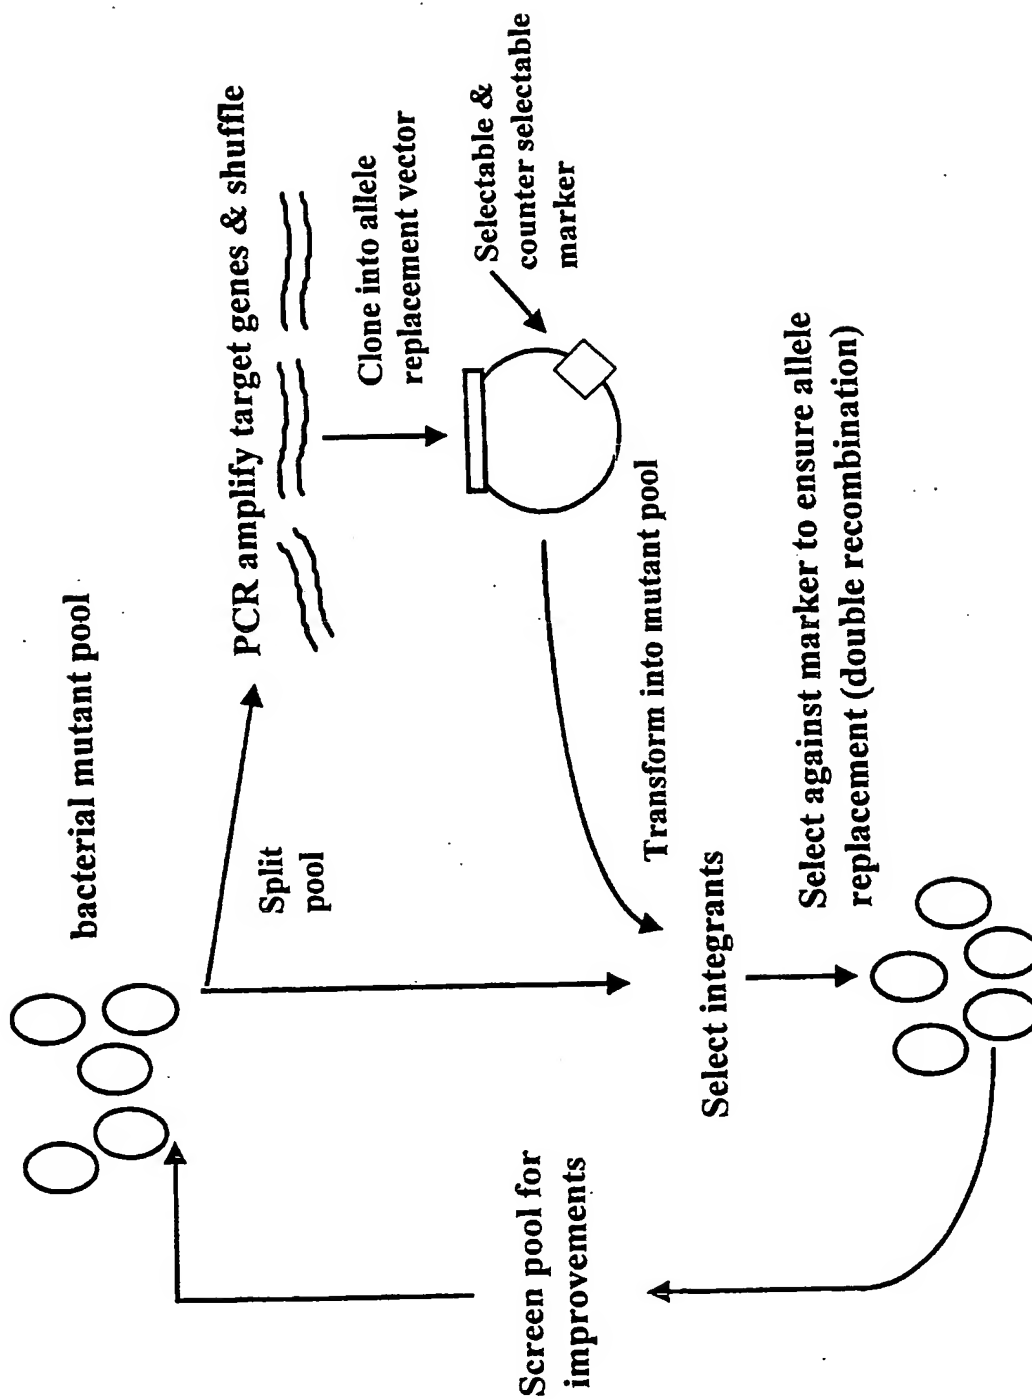 bacterial mutant pool
Split
pool
PCR amplify target genes & shuffle
Clone into allele
replacement vector
Selectable &
counter selectable
marker
Transform into mutant pool
Select integrants
Select against marker to ensure allele
replacement (double recombination)
Screen pool for
improvements